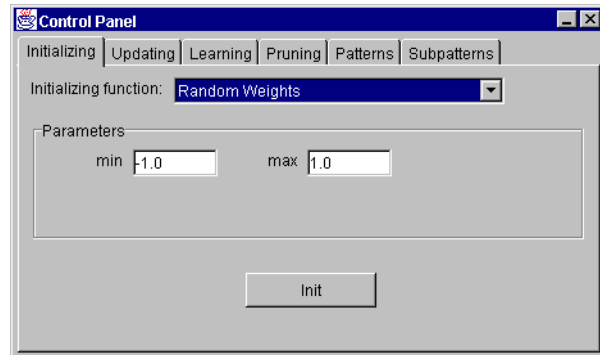 Control Panel
Initializing Updating Learning Pruning Patterns Subpatterns
Initializing function: Random Weights
Parameters
min -1.0 max 1.0
Init